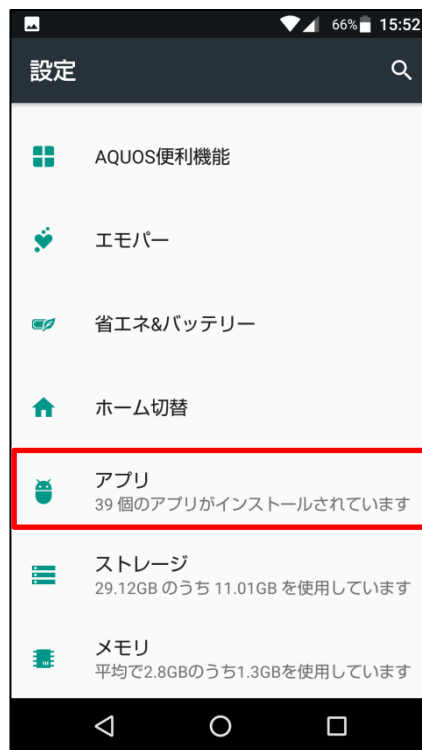 66% 15:52
設定
AQUOS便利機能
エモパー
省エネ&バッテリー
ホーム切替
アプリ
39 個のアプリがインストールされています
ストレージ
29.12GB のうち 11.01GB を使用しています
メモリ
平均で2.8GBのうち1.3GBを使用しています